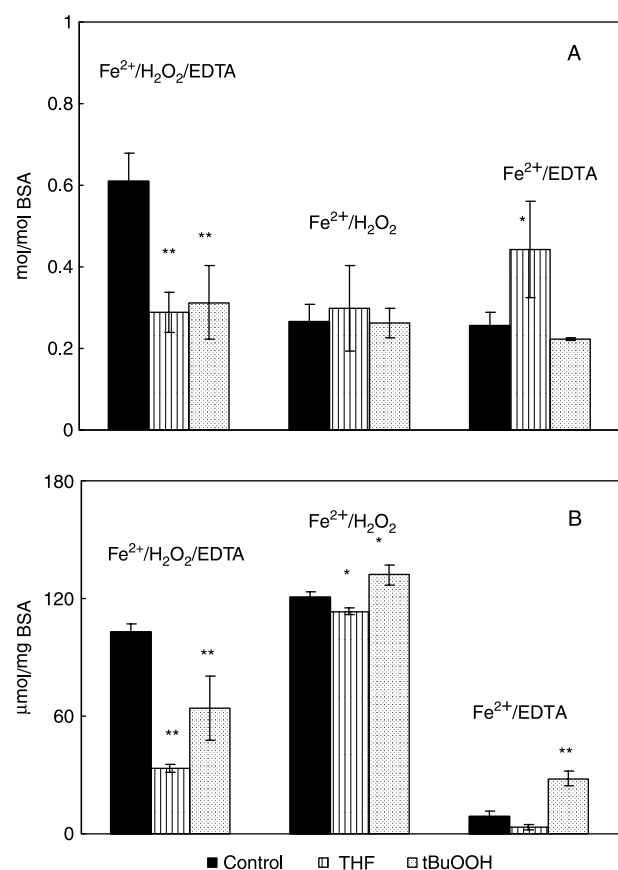 1
A
Fe²⁺/H₂O₂/EDTA
0.8
Fe²⁺/EDTA
0.6
*
Fe²⁺/H₂O₂
** **
mol/mol BSA
0.4
0.2
0
180
B
Fe²⁺/H₂O₂
Fe²⁺/H₂O₂/EDTA
* *
120
**
µmol/mg BSA
Fe²⁺/EDTA
60
**
**
0
Control THF tBuOOH